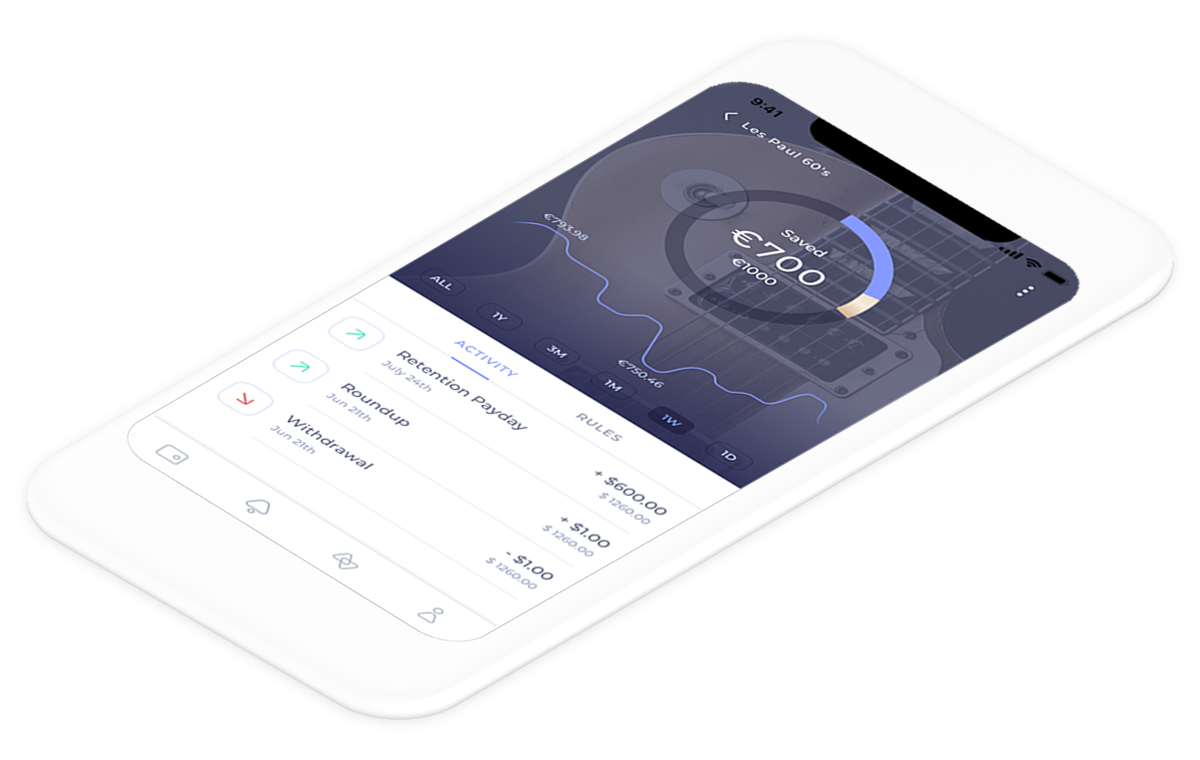 9:41
Les Paul 60's
Saved
€700
€1000
€793.98
€750.46
ALL
1Y
3M
1M
1W
1D
ACTIVITY
RULES
Retention Payday
July 24th
+ $600.00
$ 1260.00
Roundup
Jun 21th
+ $1.00
$ 1260.00
Withdrawal
Jun 21th
- $1.00
$ 1260.00